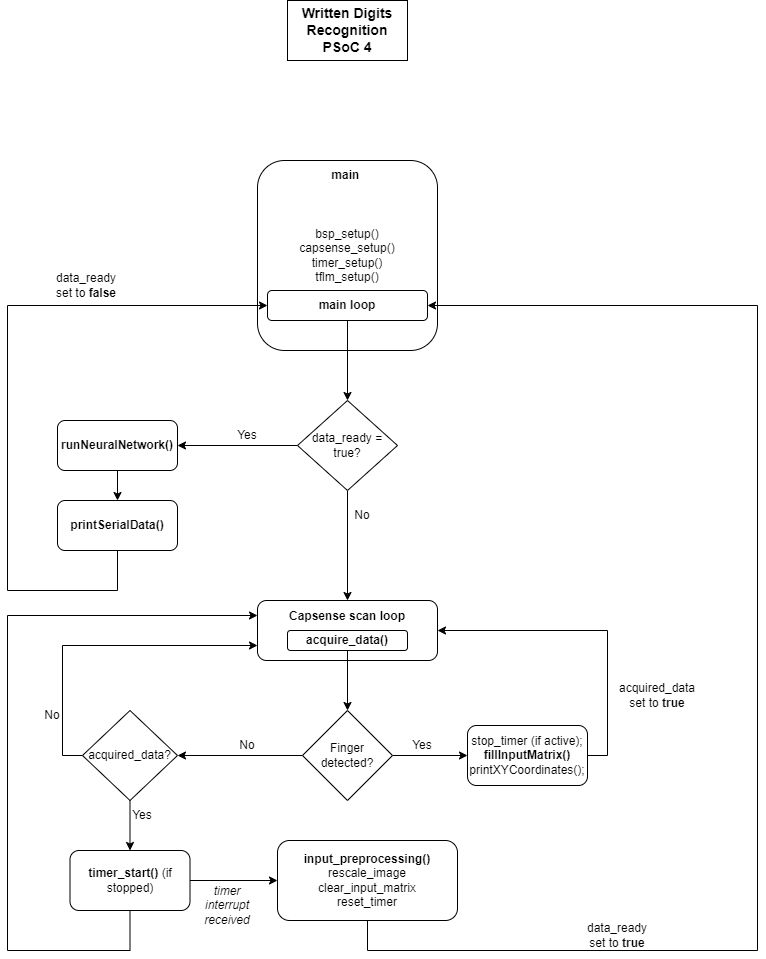 Written Digits
Recognition
PSoC 4
main
bsp_setup()
capsense_setup()
timer_setup()
tflm_setup()
main loop
data_ready
set to false
data_ready =
true?
Yes
runNeuralNetwork()
printSerialData()
No
Capsense scan loop
acquire_data()
acquired_data
set to true
No
acquired_data?
No
Finger
detected?
Yes
stop_timer (if active);
fillInputMatrix()
printXYCoordinates();
Yes
timer_start() (if
stopped)
timer
interrupt
received
input_preprocessing()
rescale_image
clear_input_matrix
reset_timer
data_ready
set to true